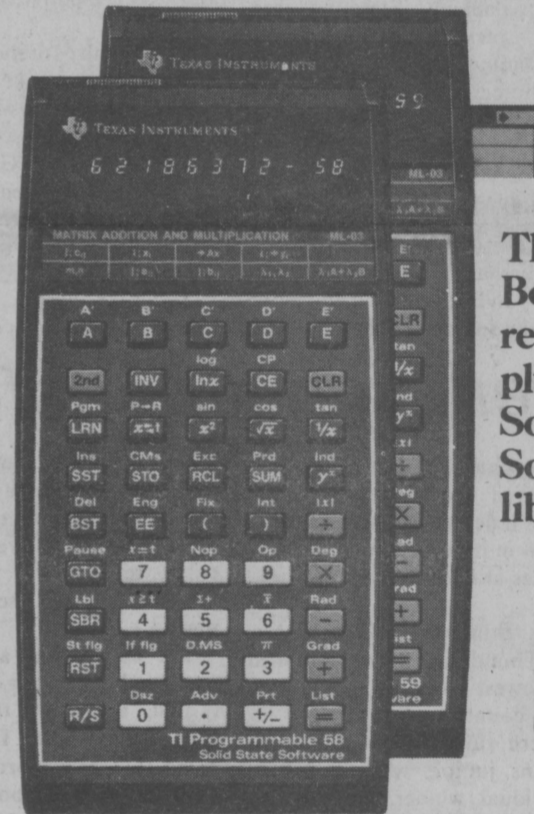 TEXAS INSTRUMENTS
59
TEXAS INSTRUMENTS
62186372- 58
ML-03
MATRIX ADDITION AND MULTIPLICATION ML-03
A' B' C' D' E'
A B C D E
log CP
2nd INV lnx CE CLR
Pgm P→R sin cos tan
LRN x⇄t x² √x 1/x
Ins CMs Exc Prd Ind
SST STO RCL SUM yˣ
Del Eng Fix Int |x|
BST EE ( ) ÷
Pause x=t Nop Op Deg
GTO 7 8 9 ×
Lbl x≥t Σ+ x̄ Rad
SBR 4 5 6 −
St flg If flg D.MS π Grad
RST 1 2 3 +
Dsz Adv Prt List
R/S 0 . +/− =
TI Programmable 58
Solid State Software
E'
E
CLR
tan
1/x
yˣ
÷
×
−
+
=
59
Th
Bo
re
pl
So
So
lib